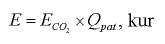 E = E_{CO_2} × Q_{pat}, kur